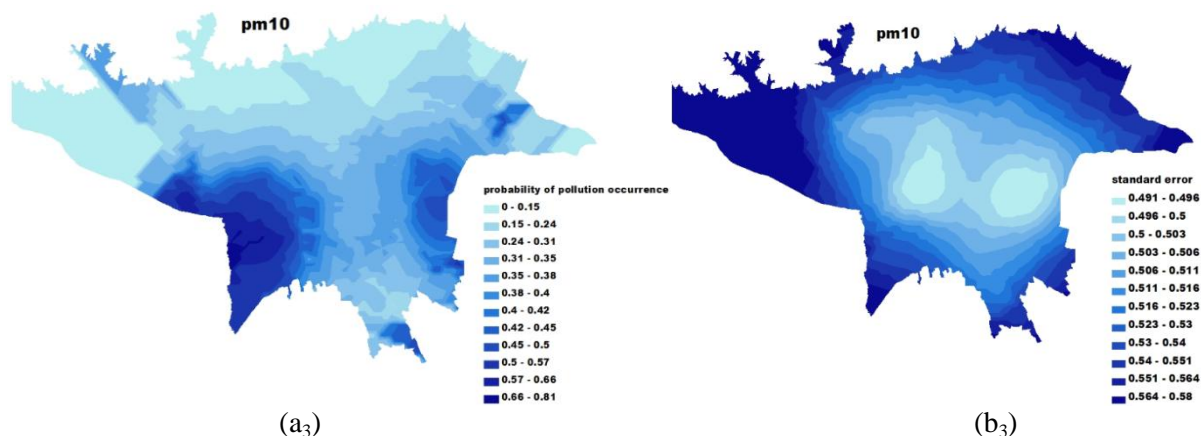 pm10
probability of pollution occurrence
0 - 0.15
0.15 - 0.24
0.24 - 0.31
0.31 - 0.35
0.35 - 0.38
0.38 - 0.4
0.4 - 0.42
0.42 - 0.45
0.45 - 0.5
0.5 - 0.57
0.57 - 0.66
0.66 - 0.81
(a₃)
pm10
standard error
0.491 - 0.496
0.496 - 0.5
0.5 - 0.503
0.503 - 0.506
0.506 - 0.511
0.511 - 0.516
0.516 - 0.523
0.523 - 0.53
0.53 - 0.54
0.54 - 0.551
0.551 - 0.564
0.564 - 0.58
(b₃)